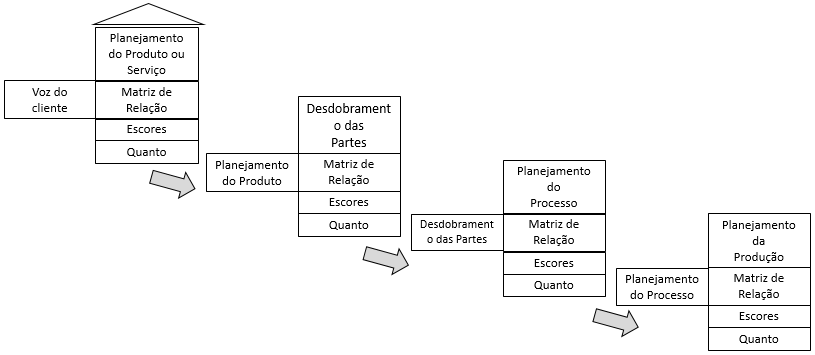 Planejamento
do Produto ou
Serviço
Voz do
cliente
Matriz de
Relação
Escores
Quanto
Desdobrament
o das
Partes
Planejamento
do Produto
Matriz de
Relação
Escores
Quanto
Planejamento
do
Processo
Desdobrament
o das Partes
Matriz de
Relação
Escores
Quanto
Planejamento
da
Produção
Planejamento
do Processo
Matriz de
Relação
Escores
Quanto